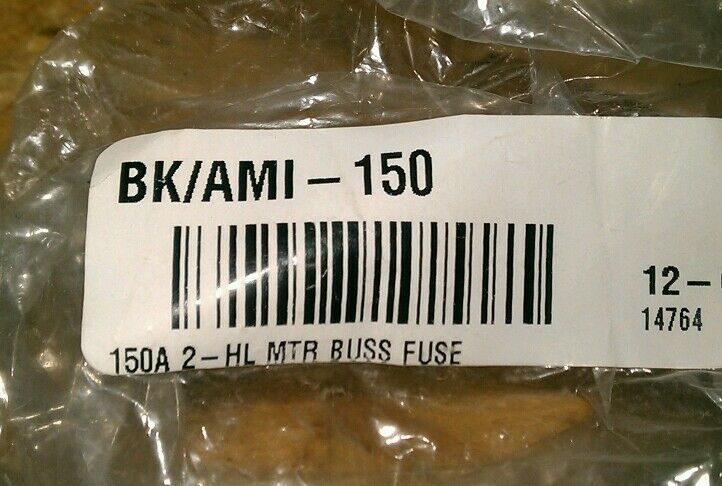 BK/AMI – 150
150A 2–HL MTR BUSS FUSE
12–
14764